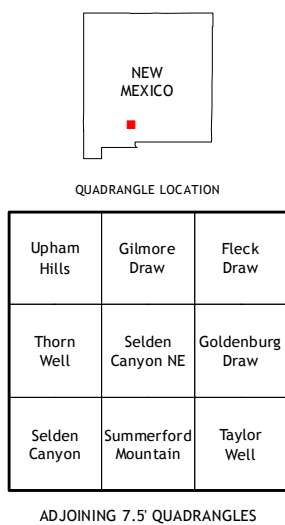 NEW
MEXICO
QUADRANGLE LOCATION
Upham
Hills
Gilmore
Draw
Fleck
Draw
Thorn
Well
Selden
Canyon NE
Goldenburg
Draw
Selden
Canyon
Summerford
Mountain
Taylor
Well
ADJOINING 7.5' QUADRANGLES